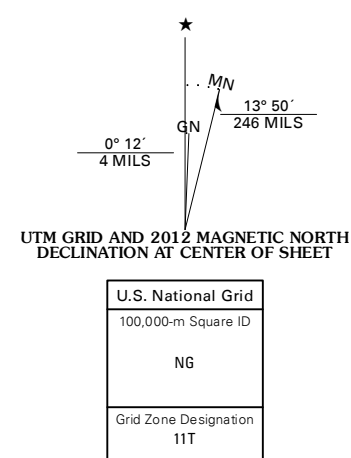 MN
13° 50´
246 MILS
GN
0° 12´
4 MILS
UTM GRID AND 2012 MAGNETIC NORTH
DECLINATION AT CENTER OF SHEET
U.S. National Grid
100,000-m Square ID
NG
Grid Zone Designation
11T